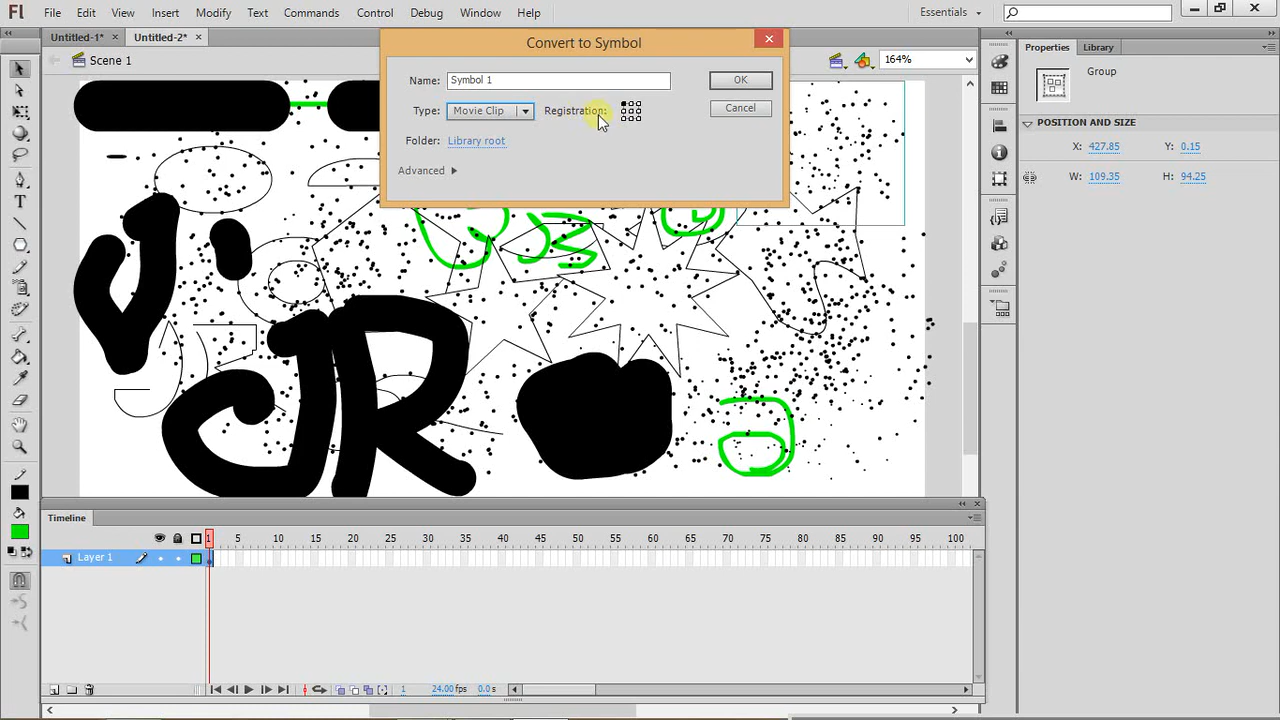 Fl File Edit View Insert Modify Text Commands Control Debug Window Help Essentials
Untitled-1* × Untitled-2* ×
Scene 1
164%
Convert to Symbol
Name: Symbol 1 OK
Type: Movie Clip Registration: Cancel
Folder: Library root
Advanced
Properties Library
Group
POSITION AND SIZE
X: 427.85 Y: 0.15
W: 109.35 H: 94.25
JR
Timeline
1 5 10 15 20 25 30 35 40 45 50 55 60 65 70 75 80 85 90 95 100
Layer 1
1 24.00 fps 0.0 s